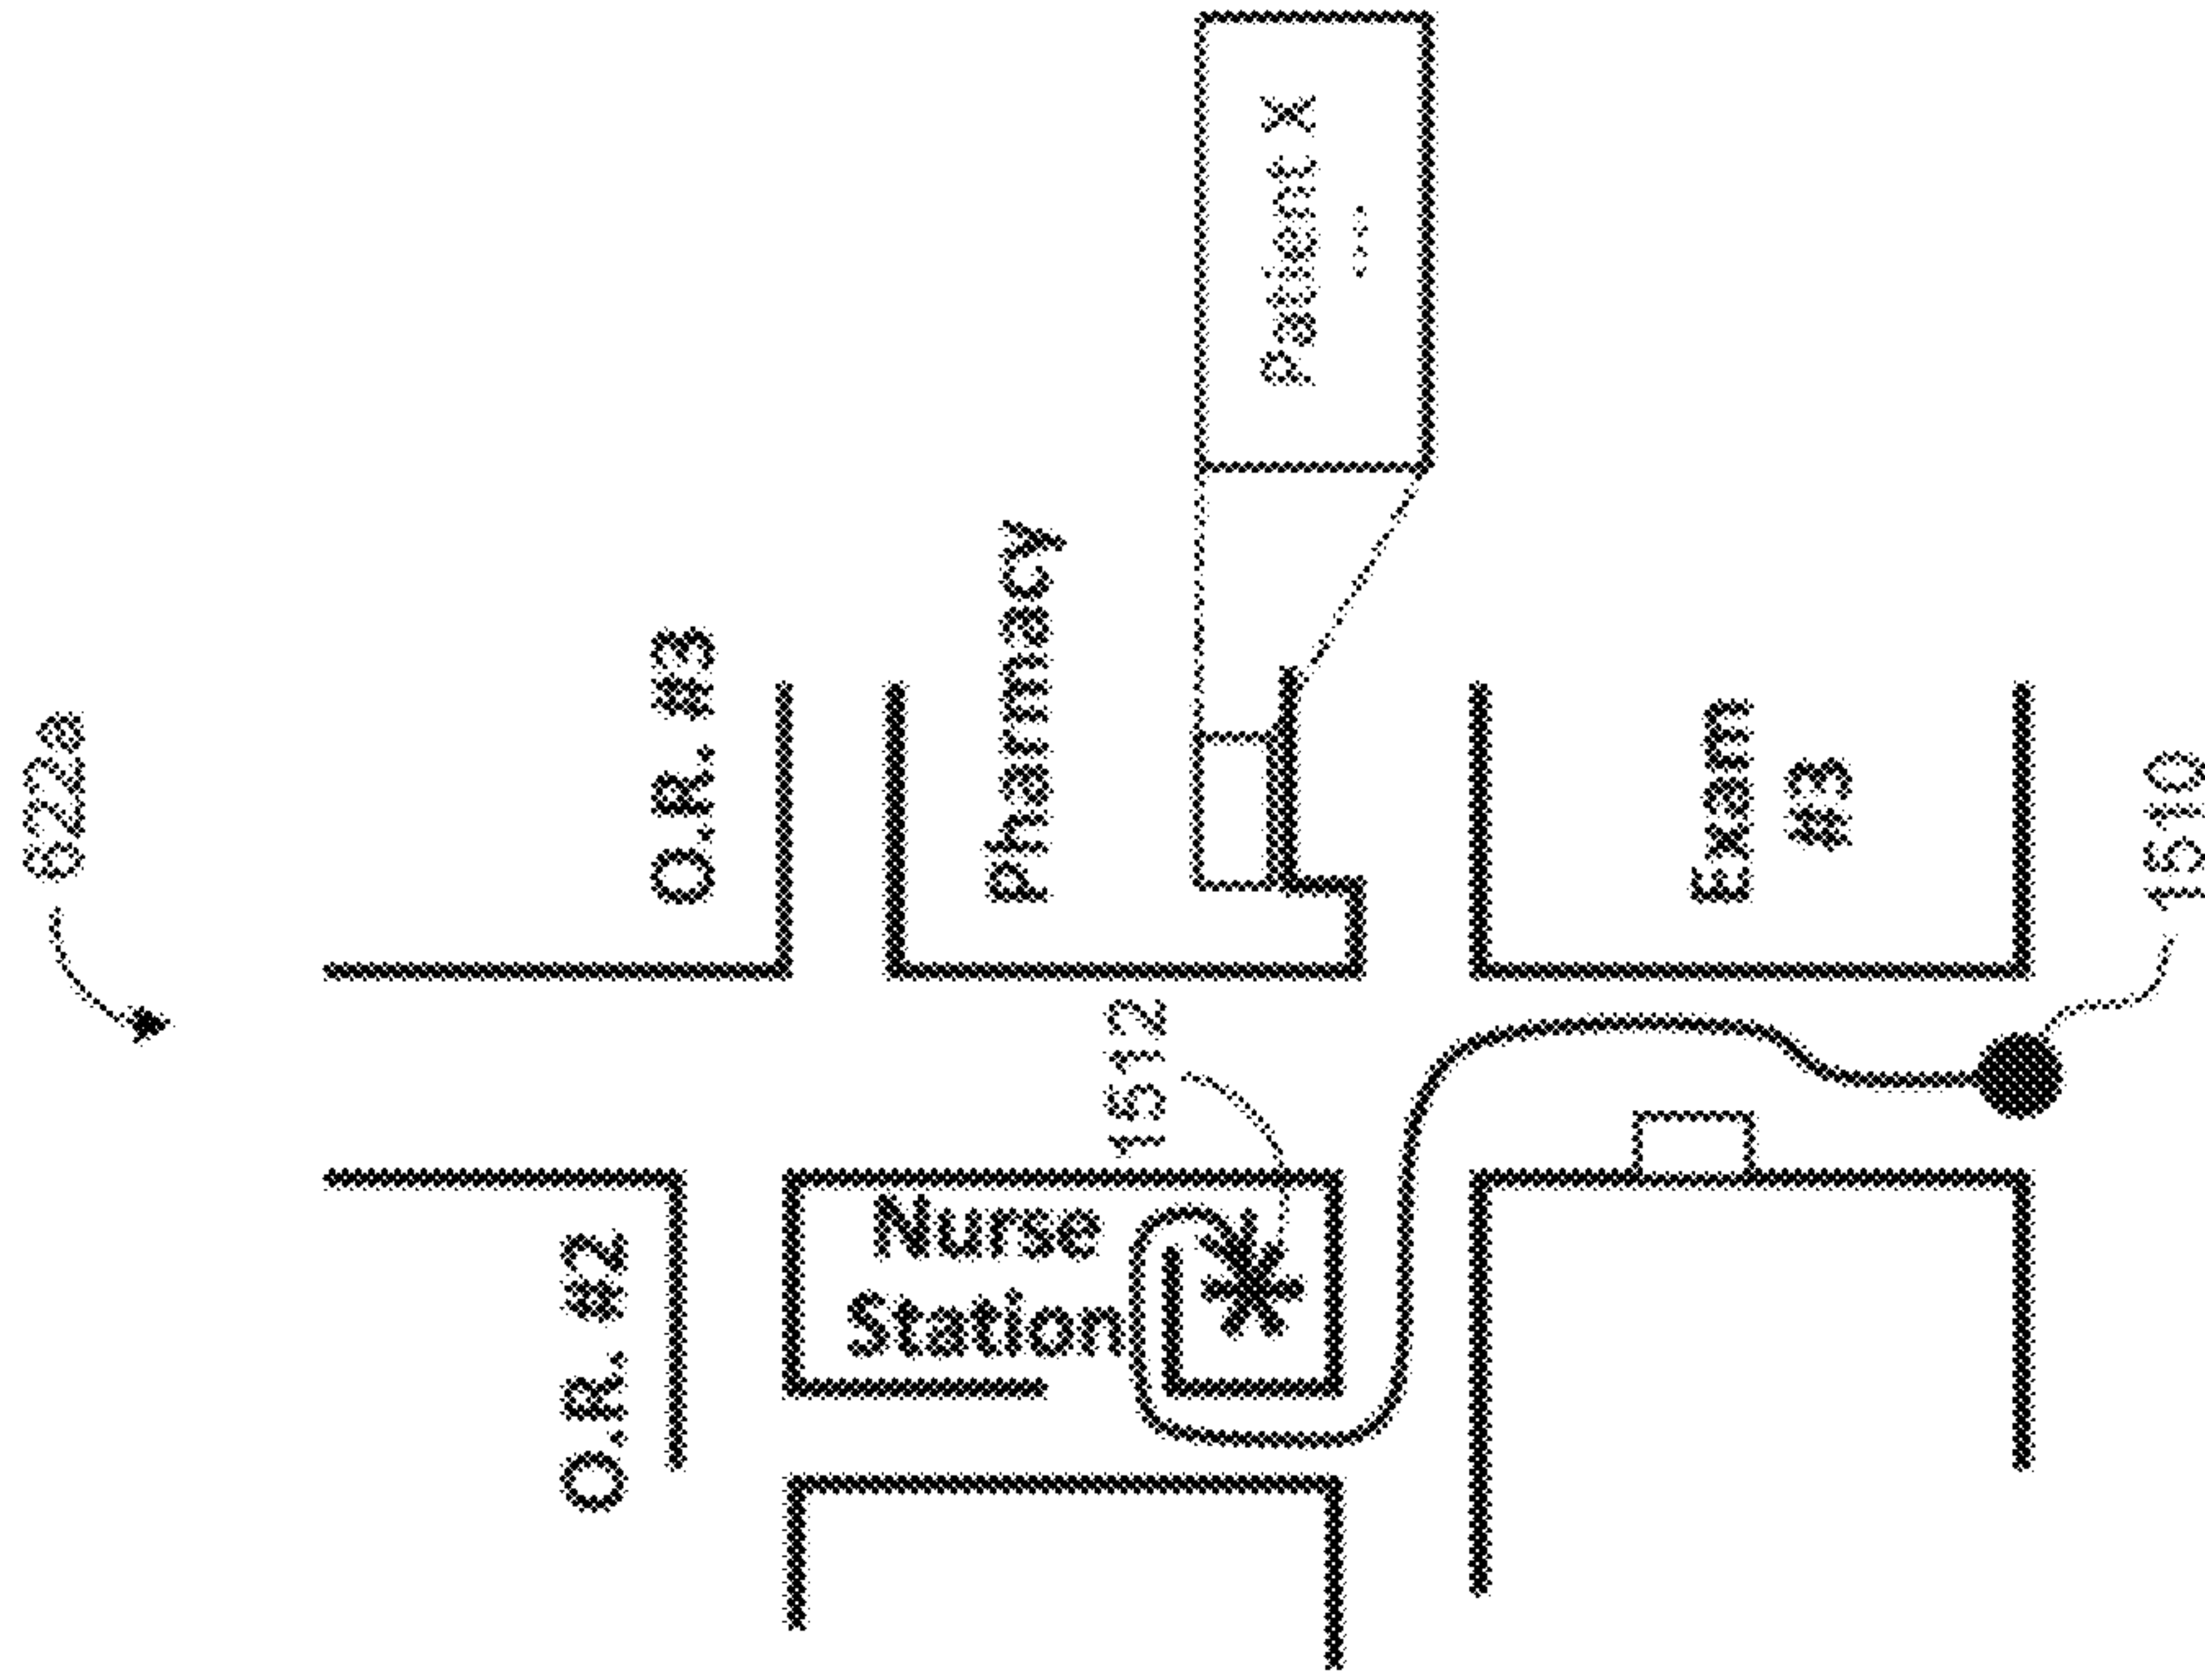 622a
O.R. #3
Pharmacy
Patient X
...
Exam
#3
1510
1512
O.R. #2
Nurse
Station